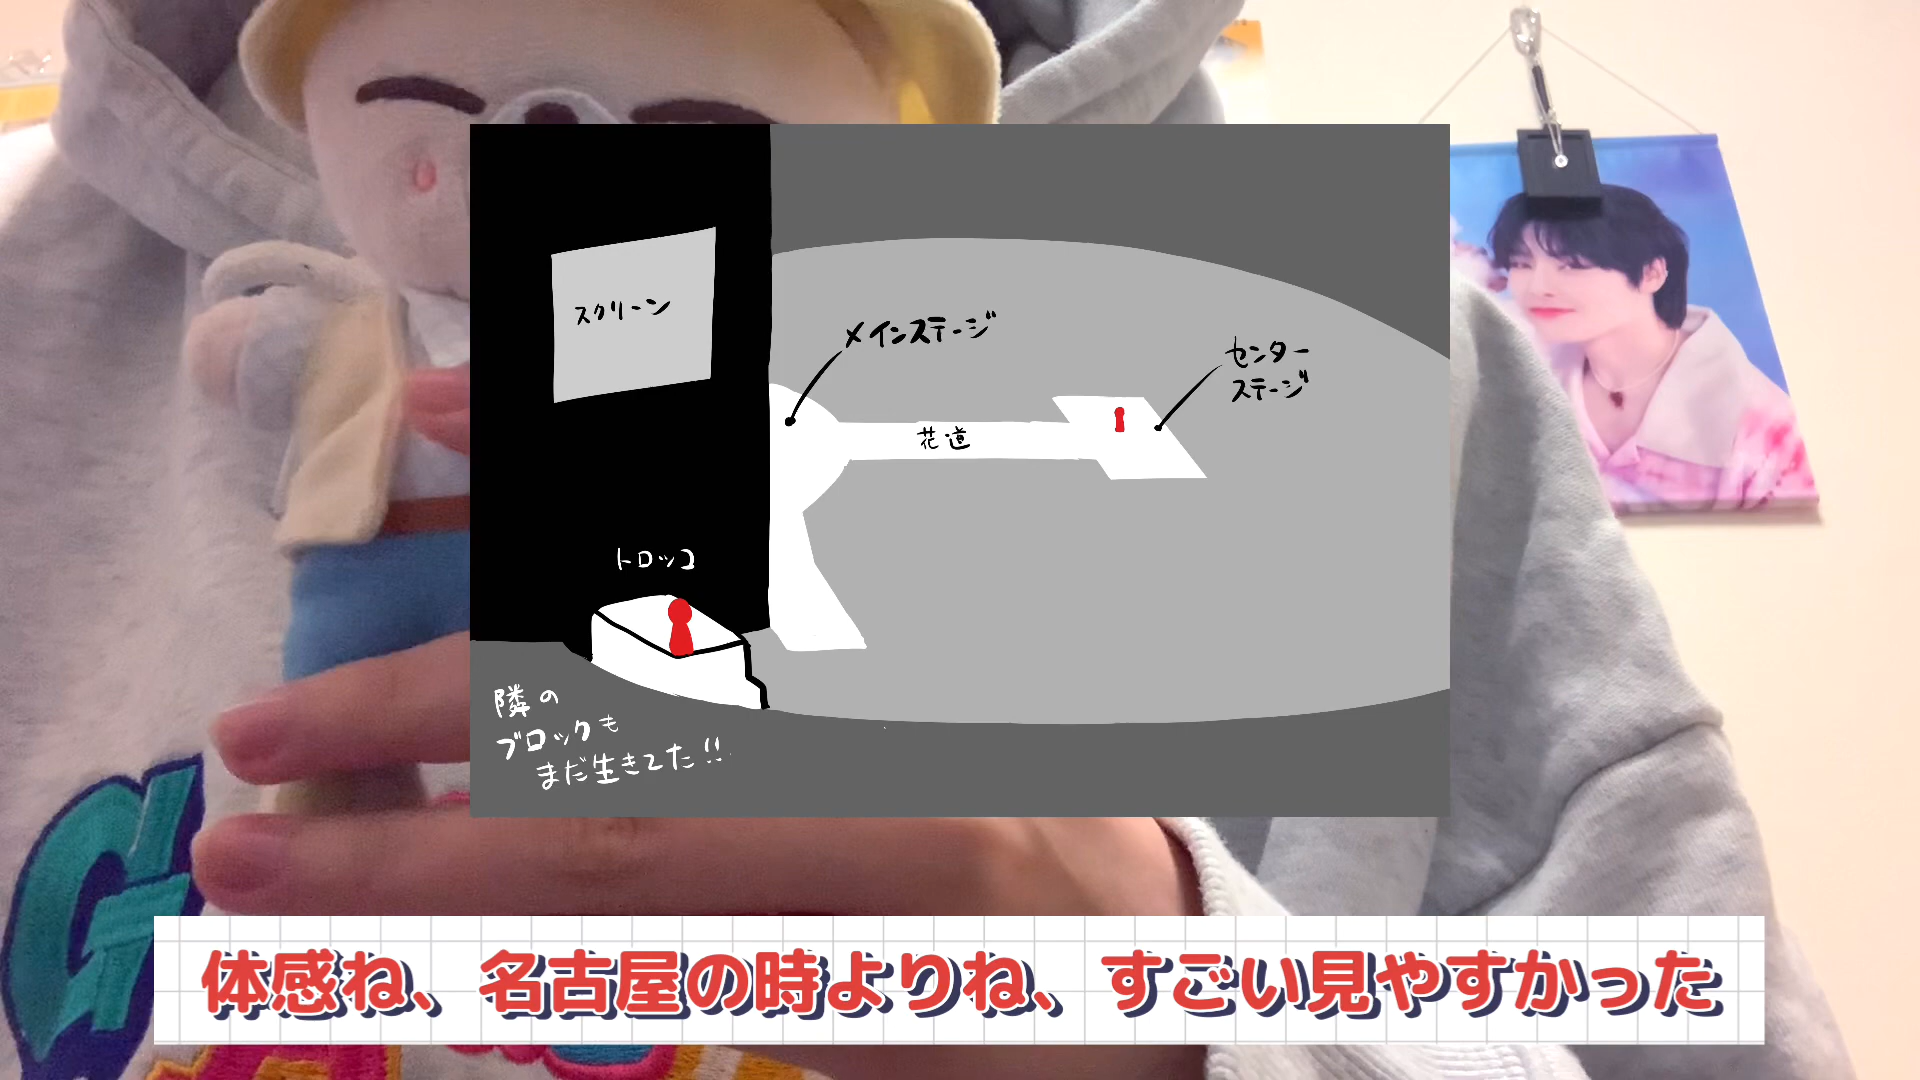 スクリーン
メインステージ
センター
ステージ
花道
トロッコ
隣の
ブロックも
まだ生きてた!!
体感ね、名古屋の時よりね、すごい見やすかった